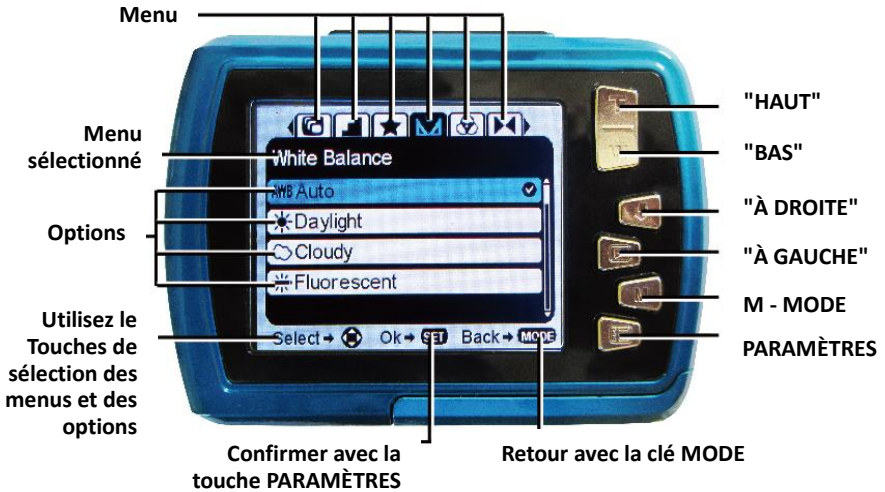 Menu
"HAUT"
Menu
sélectionné
White Balance
"BAS"
AWB Auto
"À DROITE"
Options
Daylight
Cloudy
"À GAUCHE"
Fluorescent
M - MODE
Utilisez le
Touches de
sélection des
menus et des
options
Select Ok SET Back MODE
PARAMÈTRES
Confirmer avec la
touche PARAMÈTRES
Retour avec la clé MODE